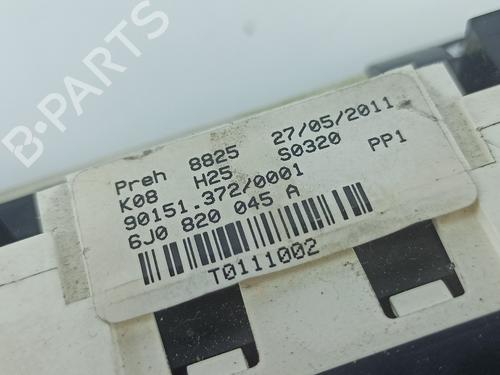 Preh 8825 27/05/2011
K08 H25 S0320 PP1
90151.372/0001
6J0 820 045 A
T0111002
B-PARTS